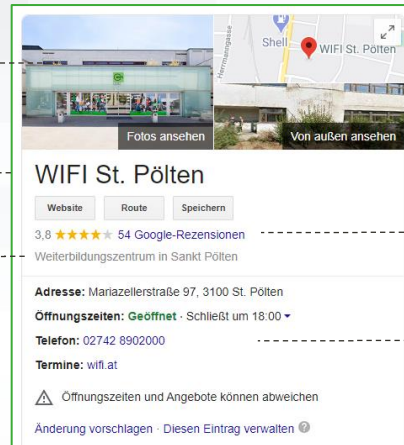 Herrmanngasse
Shell
WIFI St. Pölten
Fotos ansehen
Von außen ansehen
WIFI St. Pölten
Website Route Speichern
3,8 ★★★★★ 54 Google-Rezensionen
Weiterbildungszentrum in Sankt Pölten
Adresse: Mariazellerstraße 97, 3100 St. Pölten
Öffnungszeiten: Geöffnet · Schließt um 18:00
Telefon: 02742 8902000
Termine: wifi.at
Öffnungszeiten und Angebote können abweichen
Änderung vorschlagen · Diesen Eintrag verwalten ?